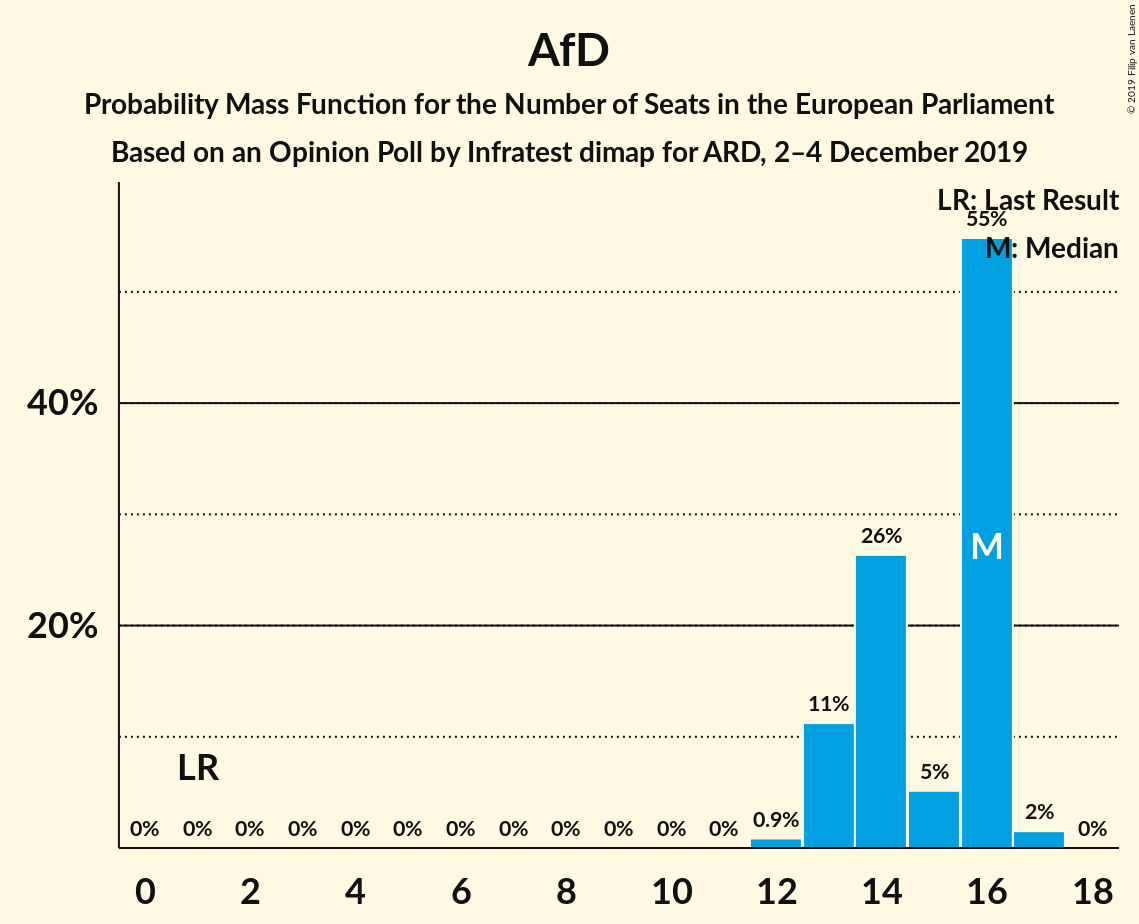 AfD
Probability Mass Function for the Number of Seats in the European Parliament
Based on an Opinion Poll by Infratest dimap for ARD, 2–4 December 2019
© 2019 Filip van Laenen
LR: Last Result
55%
M: Median
40%
26%
M
20%
11%
LR
5%
0% 0% 0% 0% 0% 0% 0% 0% 0% 0% 0% 0% 0.9% 2% 0%
0 2 4 6 8 10 12 14 16 18